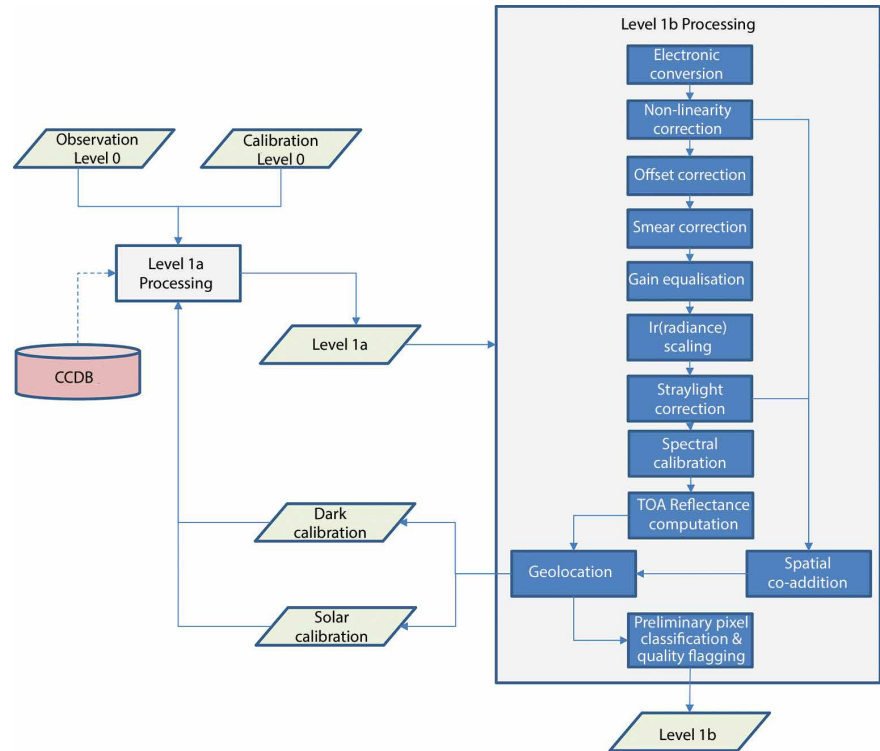 Level 1b Processing
Electronic
conversion
Non-linearity
correction
Observation
Level 0
Calibration
Level 0
Offset correction
Smear correction
Level 1a
Processing
Gain equalisation
Ir(radiance)
scaling
Level 1a
CCDB
Straylight
correction
Spectral
calibration
Dark
calibration
TOA Reflectance
computation
Geolocation
Spatial
co-addition
Solar
calibration
Preliminary pixel
classification &
quality flagging
Level 1b